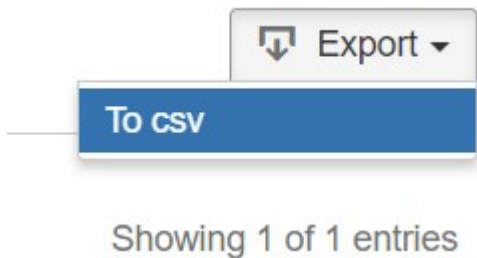 Export
To csv
Showing 1 of 1 entries